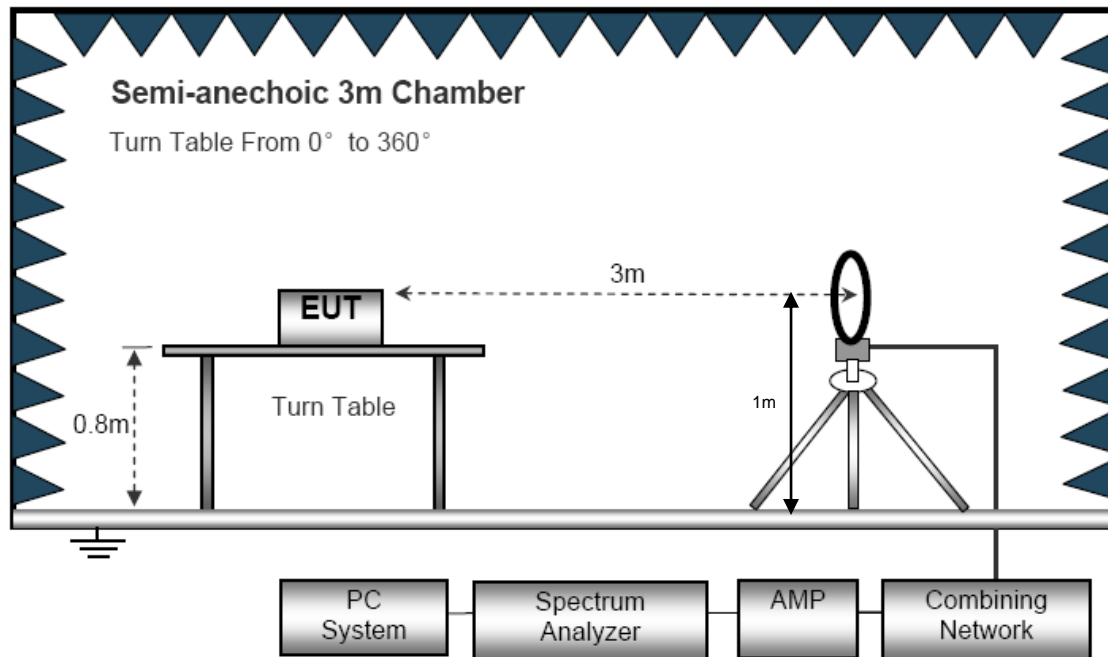 Semi-anechoic 3m Chamber
Turn Table From 0° to 360°
3m
EUT
Turn Table
0.8m
1m
PC
System
Spectrum
Analyzer
AMP
Combining
Network